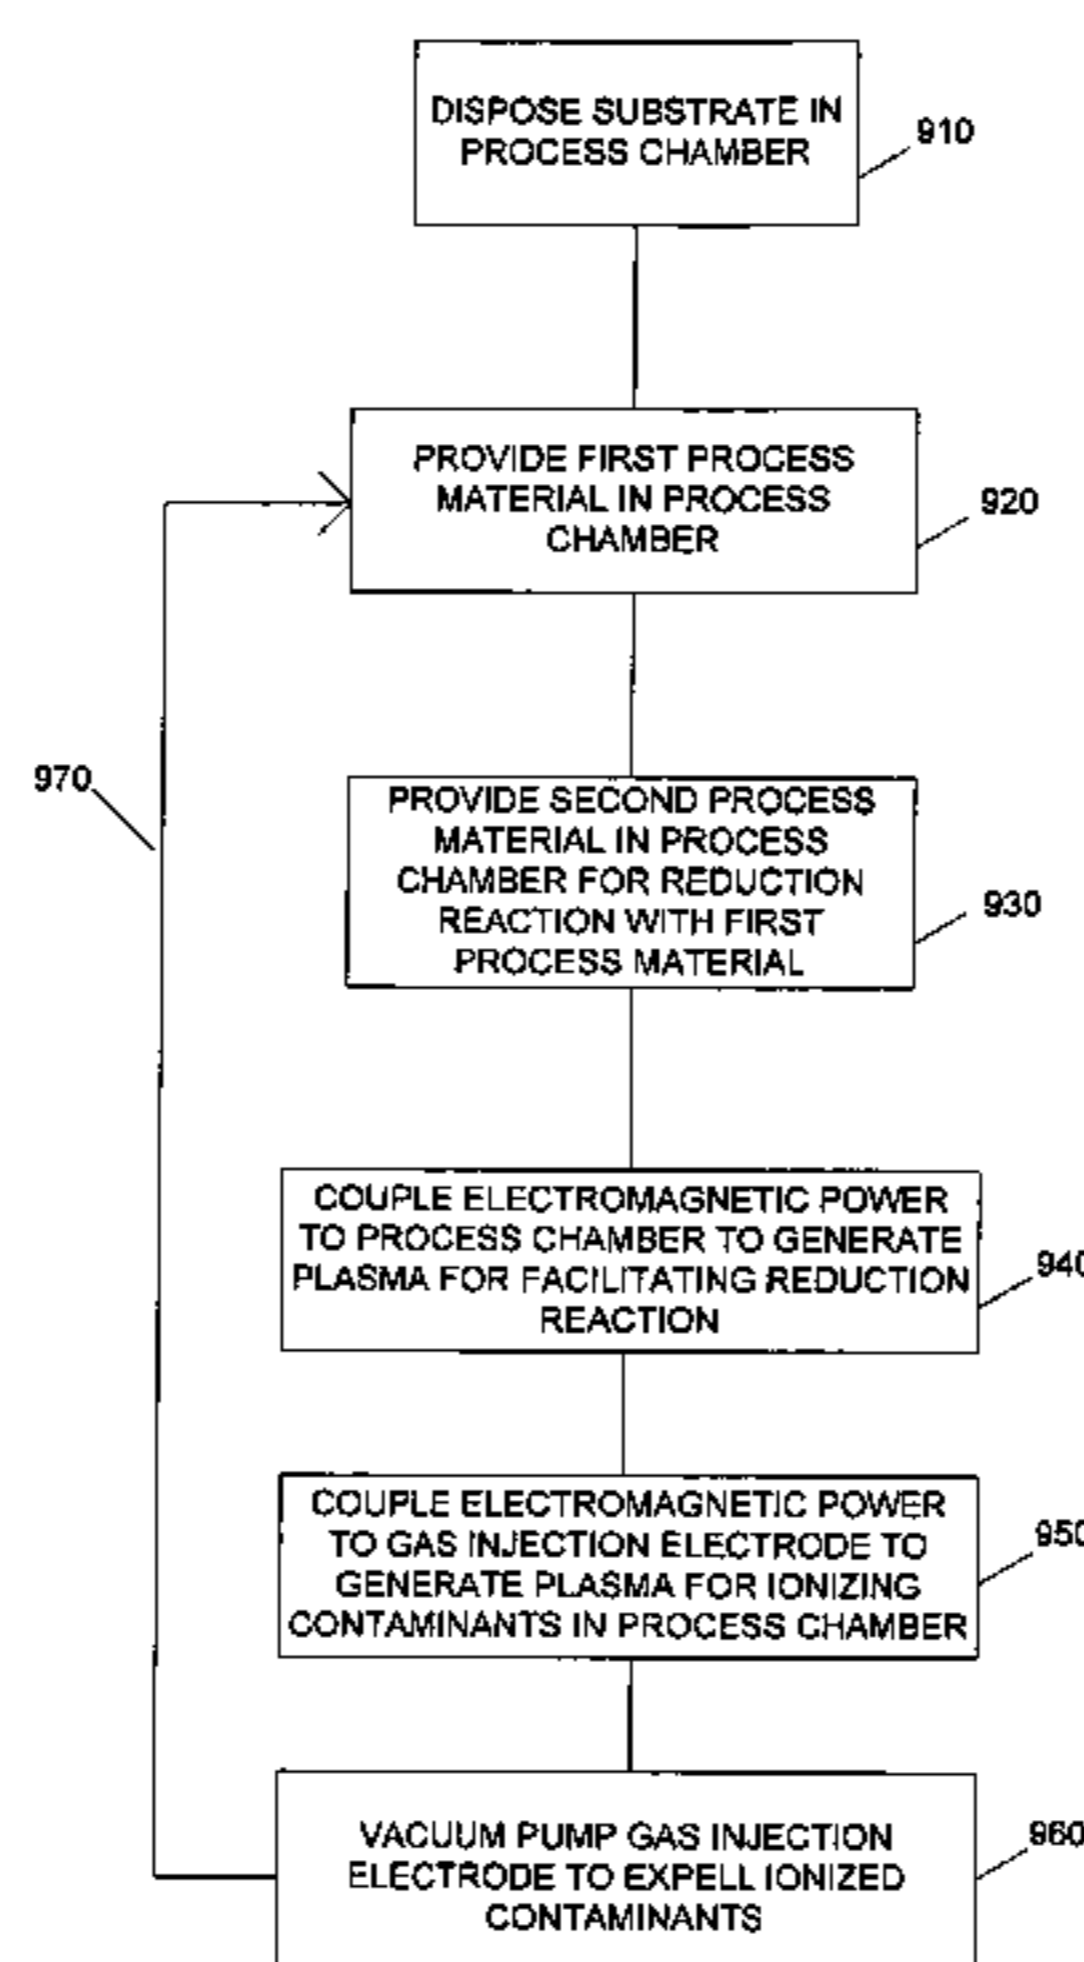 DISPOSE SUBSTRATE IN
PROCESS CHAMBER
910
PROVIDE FIRST PROCESS
MATERIAL IN PROCESS
CHAMBER
920
970
PROVIDE SECOND PROCESS
MATERIAL IN PROCESS
CHAMBER FOR REDUCTION
REACTION WITH FIRST
PROCESS MATERIAL
930
COUPLE ELECTROMAGNETIC POWER
TO PROCESS CHAMBER TO GENERATE
PLASMA FOR FACILITATING REDUCTION
REACTION
940
COUPLE ELECTROMAGNETIC POWER
TO GAS INJECTION ELECTRODE TO
GENERATE PLASMA FOR IONIZING
CONTAMINANTS IN PROCESS CHAMBER
950
VACUUM PUMP GAS INJECTION
ELECTRODE TO EXPELL IONIZED
CONTAMINANTS
960